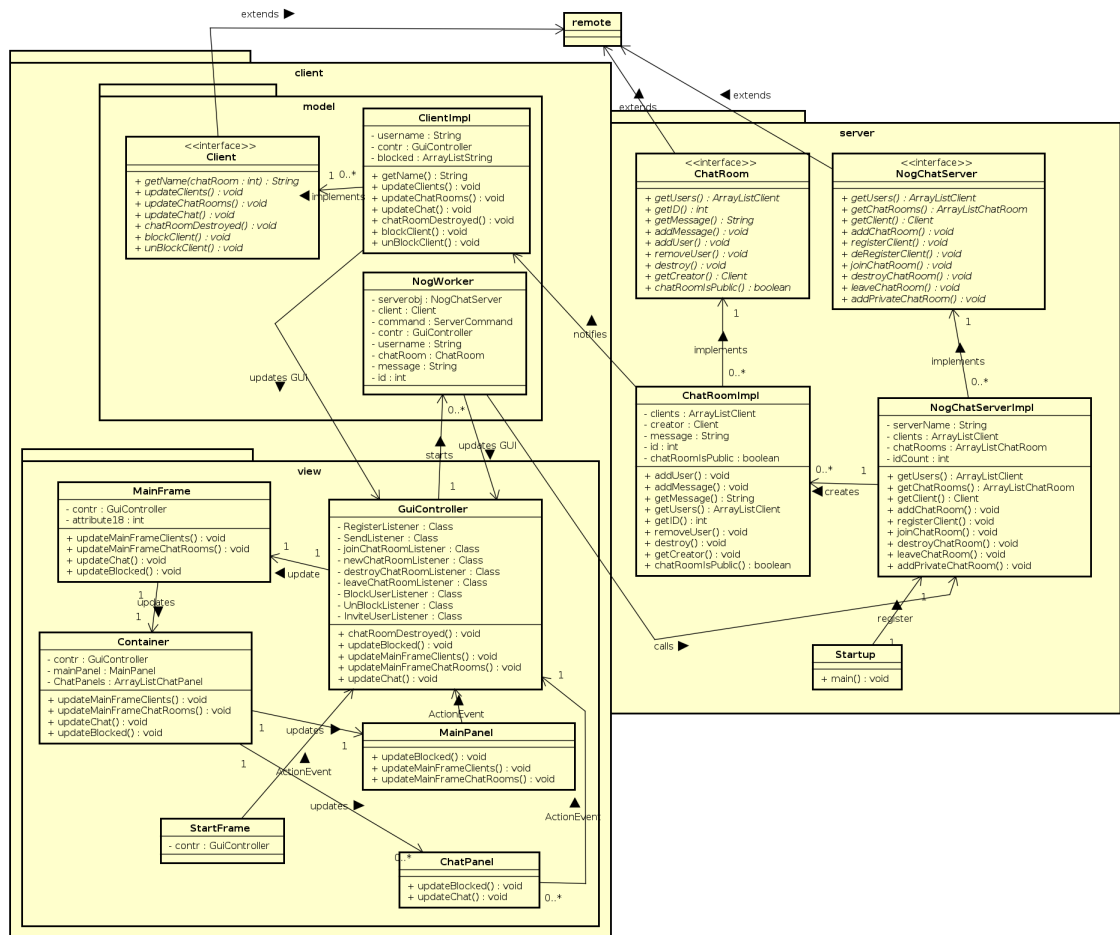 extends ►
remote
client
extends
◄ extends
model
server
<<interface>>
Client
+ getName(chatRoom : int) : String
+ updateClients() : void
+ updateChatRooms() : void
+ updateChat() : void
+ chatRoomDestroyed() : void
+ blockClient() : void
+ unBlockClient() : void
1
0..*
implements
ClientImpl
- username : String
- contr : GuiController
- blocked : ArrayListString
+ getName() : String
+ updateClients() : void
+ updateChatRooms() : void
+ updateChat() : void
+ chatRoomDestroyed() : void
+ blockClient() : void
+ unBlockClient() : void
<<interface>>
ChatRoom
+ getUsers() : ArrayListClient
+ getID() : int
+ getMessage() : String
+ addMessage() : void
+ addUser() : void
+ removeUser() : void
+ destroy() : void
+ getCreator() : Client
+ chatRoomIsPublic() : boolean
<<interface>>
NogChatServer
+ getUsers() : ArrayListClient
+ getChatRooms() : ArrayListChatRoom
+ getClient() : Client
+ addChatRoom() : void
+ registerClient() : void
+ deRegisterClient() : void
+ joinChatRoom() : void
+ destroyChatRoom() : void
+ leaveChatRoom() : void
+ addPrivateChatRoom() : void
NogWorker
- serverobj : NogChatServer
- client : Client
- command : ServerCommand
- contr : GuiController
- username : String
- chatRoom : ChatRoom
- message : String
- id : int
notifies
1
implements
0..*
1
implements
0..*
updates GUI
0..*
updates GUI
starts
1
ChatRoomImpl
- clients : ArrayListClient
- creator : Client
- message : String
- id : int
- chatRoomIsPublic : boolean
+ addUser() : void
+ addMessage() : void
+ getMessage() : String
+ getUsers() : ArrayListClient
+ getID() : int
+ removeUser() : void
+ destroy() : void
+ getCreator() : void
+ chatRoomIsPublic() : boolean
0..*
1
creates
NogChatServerImpl
- serverName : String
- clients : ArrayListClient
- chatRooms : ArrayListChatRoom
- idCount : int
+ getUsers() : ArrayListClient
+ getChatRooms() : ArrayListChatRoom
+ getClient() : Client
+ addChatRoom() : void
+ registerClient() : void
+ joinChatRoom() : void
+ destroyChatRoom() : void
+ leaveChatRoom() : void
+ addPrivateChatRoom() : void
view
MainFrame
- contr : GuiController
- attribute18 : int
+ updateMainFrameClients() : void
+ updateMainFrameChatRooms() : void
+ updateChat() : void
+ updateBlocked() : void
1
1
update
GuiController
- RegisterListener : Class
- SendListener : Class
- joinChatRoomListener : Class
- newChatRoomListener : Class
- destroyChatRoomListener : Class
- leaveChatRoomListener : Class
- BlockUserListener : Class
- UnBlockListener : Class
- InviteUserListener : Class
+ chatRoomDestroyed() : void
+ updateBlocked() : void
+ updateMainFrameClients() : void
+ updateMainFrameChatRooms() : void
+ updateChat() : void
1
updates
1
1
register
1
calls ►
Startup
+ main() : void
Container
- contr : GuiController
- mainPanel : MainPanel
- ChatPanels : ArrayListChatPanel
+ updateMainFrameClients() : void
+ updateMainFrameChatRooms() : void
+ updateChat() : void
+ updateBlocked() : void
1
ActionEvent
1
updates
1
MainPanel
+ updateBlocked() : void
+ updateMainFrameClients() : void
+ updateMainFrameChatRooms() : void
1
ActionEvent
updates
ActionEvent
StartFrame
- contr : GuiController
0..*
ChatPanel
+ updateBlocked() : void
+ updateChat() : void
0..*